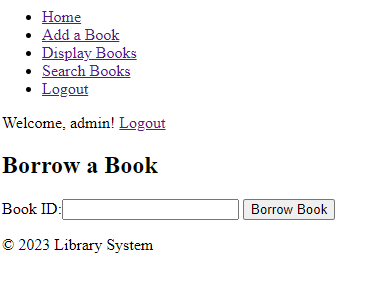 Home
Add a Book
Display Books
Search Books
Logout
Welcome, admin! Logout
Borrow a Book
Book ID: Borrow Book
© 2023 Library System